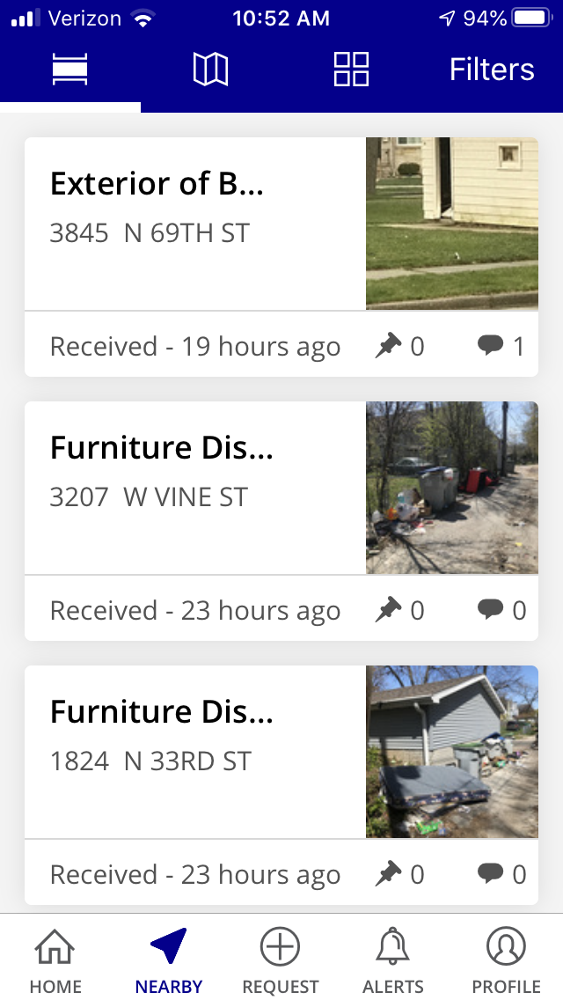 Verizon 10:52 AM 94%
Filters
Exterior of B...
3845 N 69TH ST
Received - 19 hours ago 0 1
Furniture Dis...
3207 W VINE ST
Received - 23 hours ago 0 0
Furniture Dis...
1824 N 33RD ST
Received - 23 hours ago 0 0
HOME NEARBY REQUEST ALERTS PROFILE